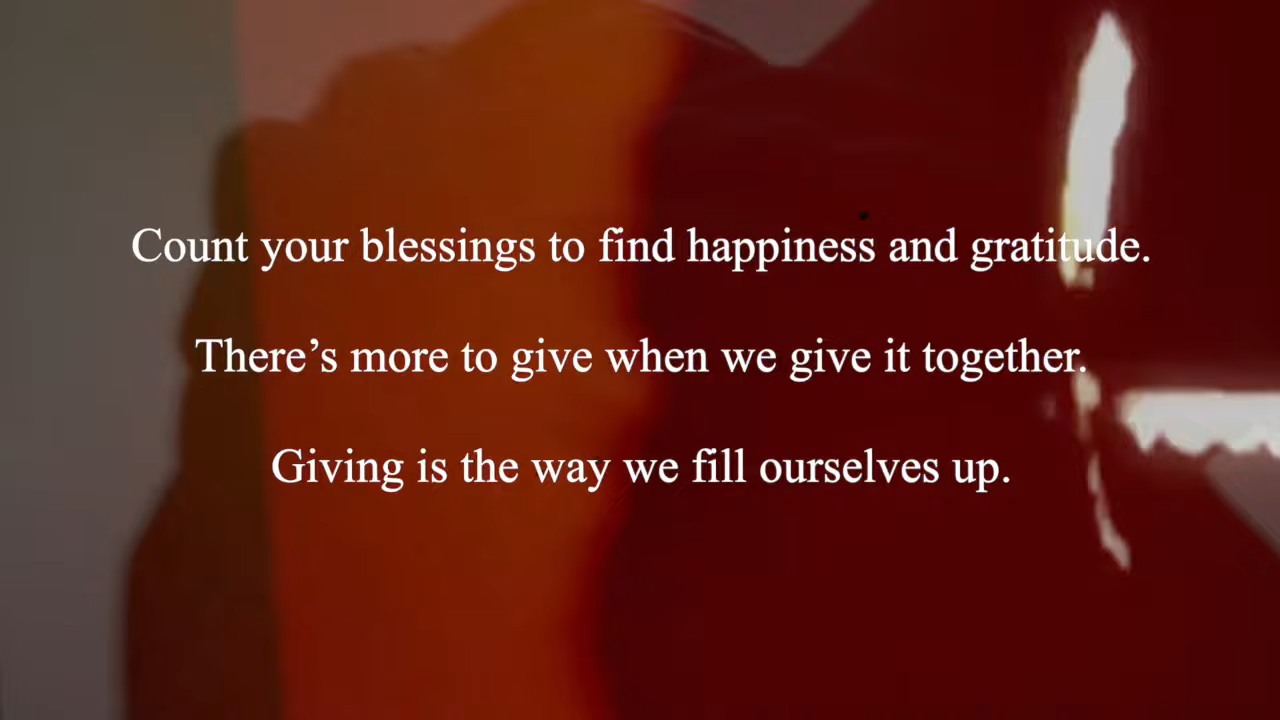 Count your blessings to find happiness and gratitude.
There’s more to give when we give it together.
Giving is the way we fill ourselves up.